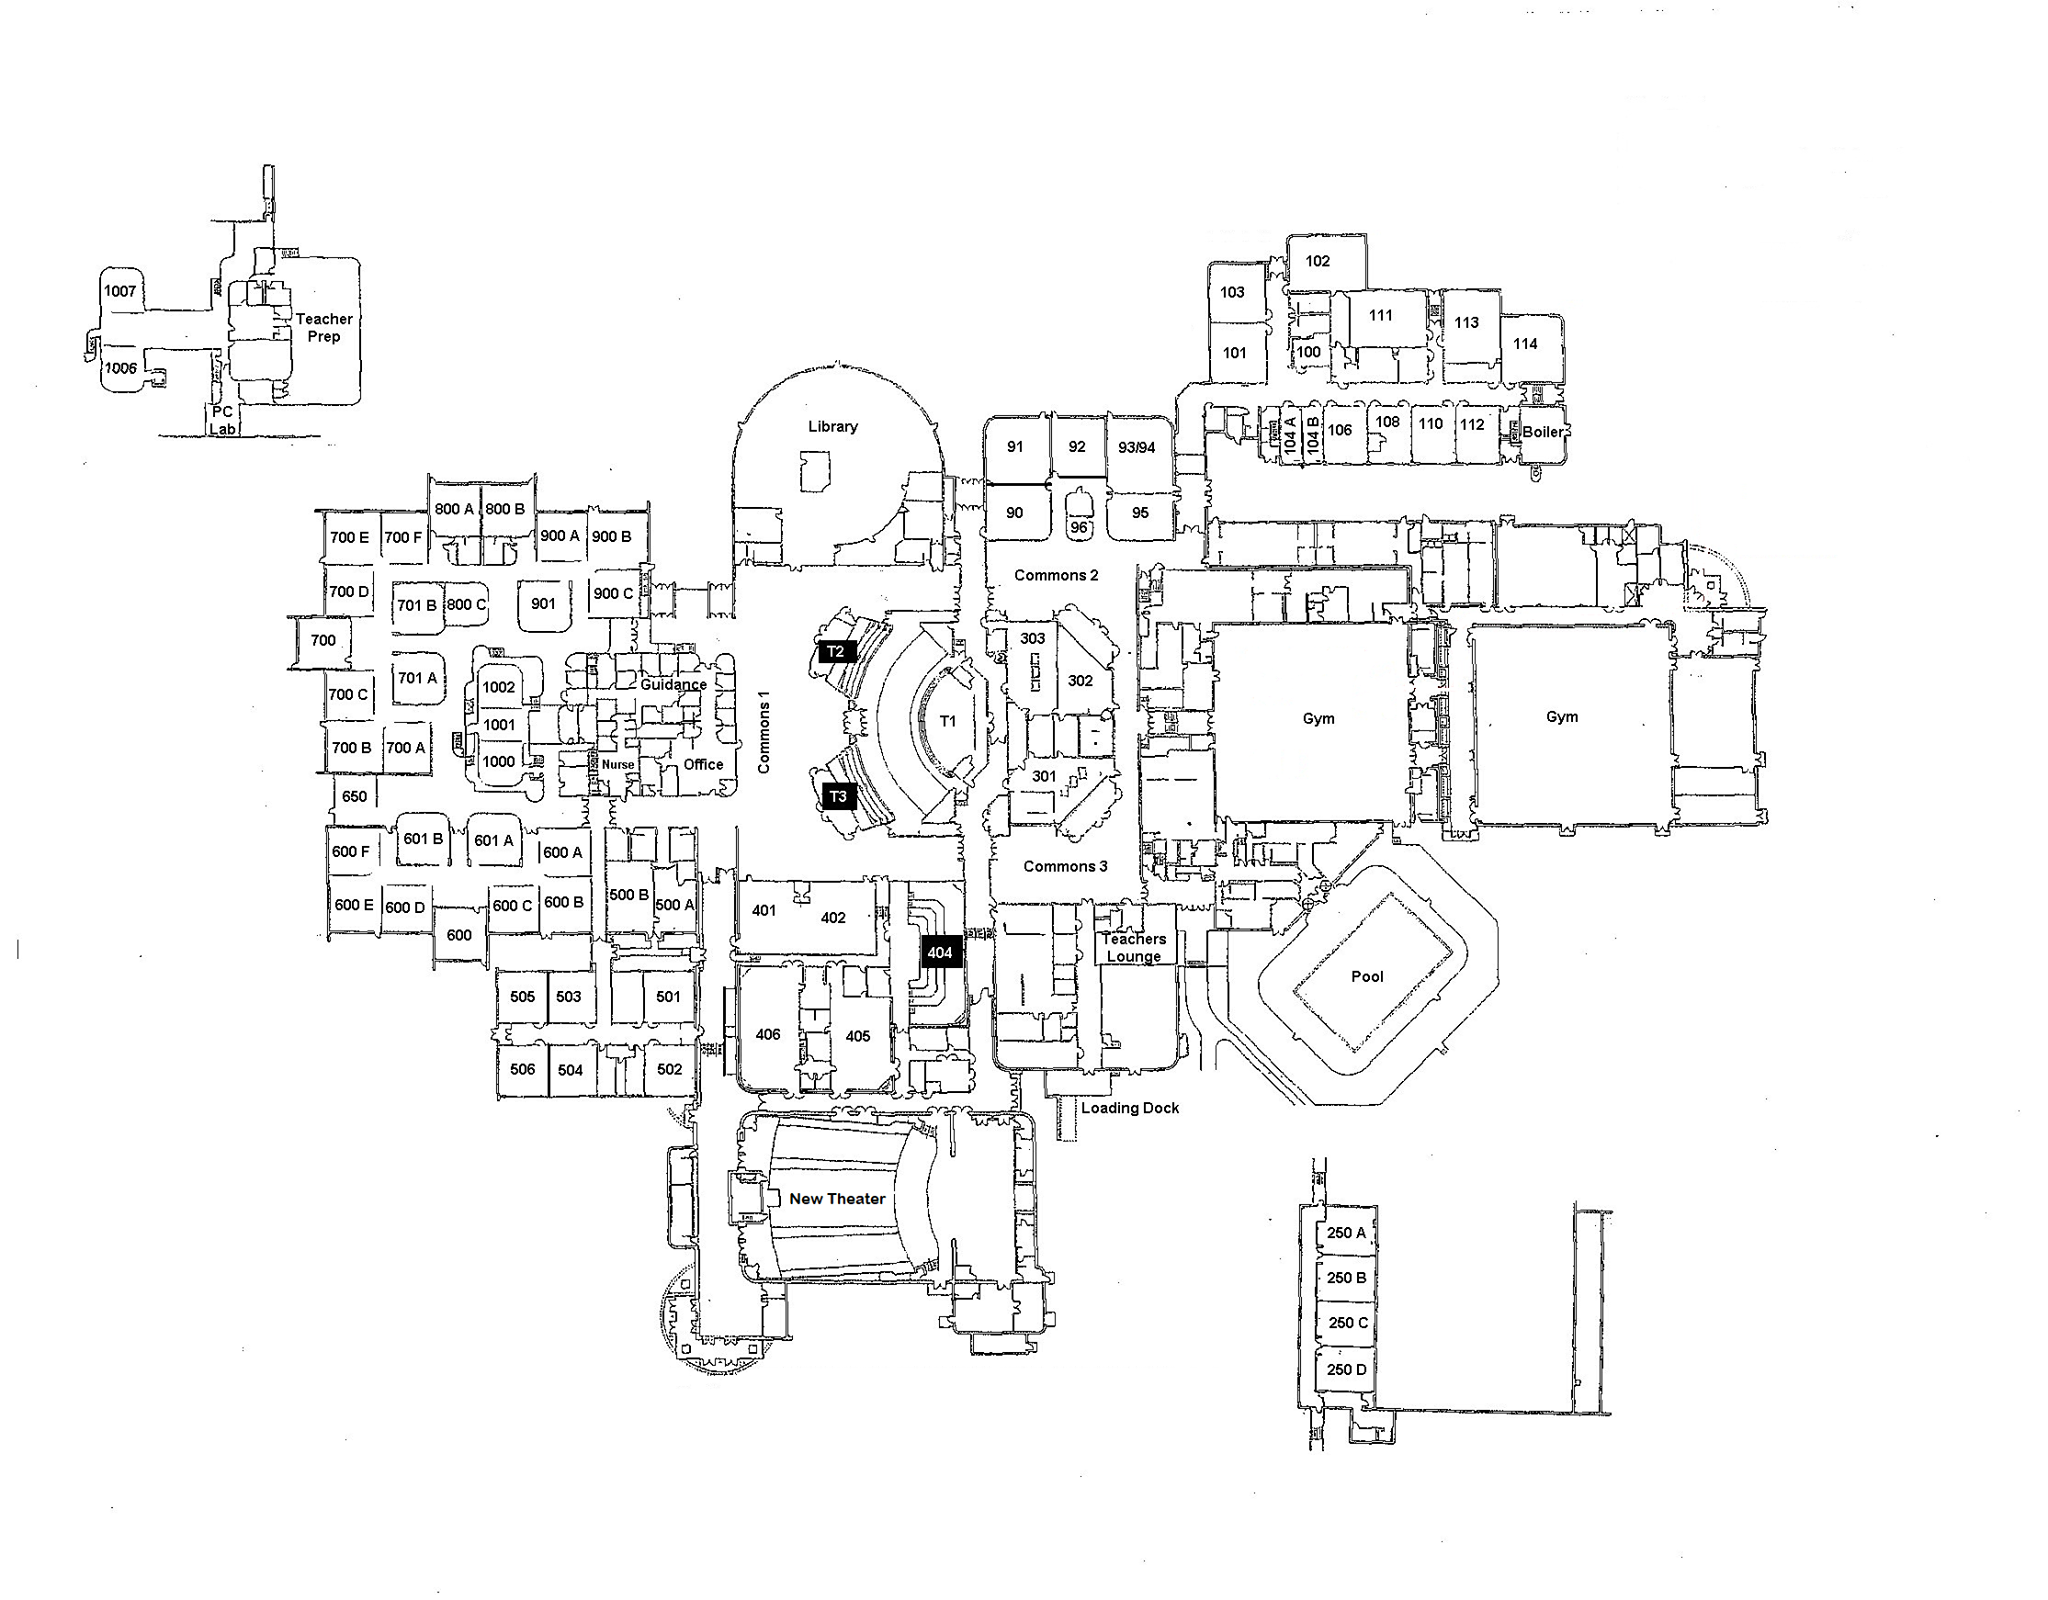 102
1007
103
111
113
Teacher
Prep
114
101
100
1006
PC
Lab
Library
91
92
93/94
104 A
104 B
106
108
110
112
Boiler
800 A
800 B
90
96
95
700 E
700 F
900 A
900 B
Commons 2
700 D
701 B
800 C
901
900 C
700
T2
303
302
701 A
1002
Guidance
700 C
Commons 1
T1
Gym
Gym
1001
700 B
700 A
1000
Nurse
Office
301
650
T3
601 B
601 A
600 F
600 A
Commons 3
600 E
600 D
600 C
600 B
500 B
500 A
401
402
600
404
Teachers
Lounge
Pool
505
503
501
406
405
506
504
502
Loading Dock
New Theater
250 A
250 B
250 C
250 D